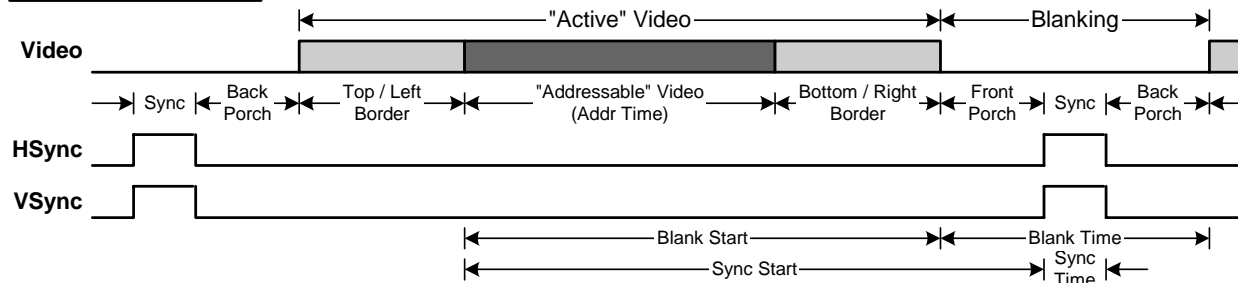 "Active" Video
Blanking
Video
Sync
Back
Porch
Top / Left
Border
"Addressable" Video
(Addr Time)
Bottom / Right
Border
Front
Porch
Sync
Back
Porch
HSync
VSync
Blank Start
Blank Time
Sync Start
Sync
Time